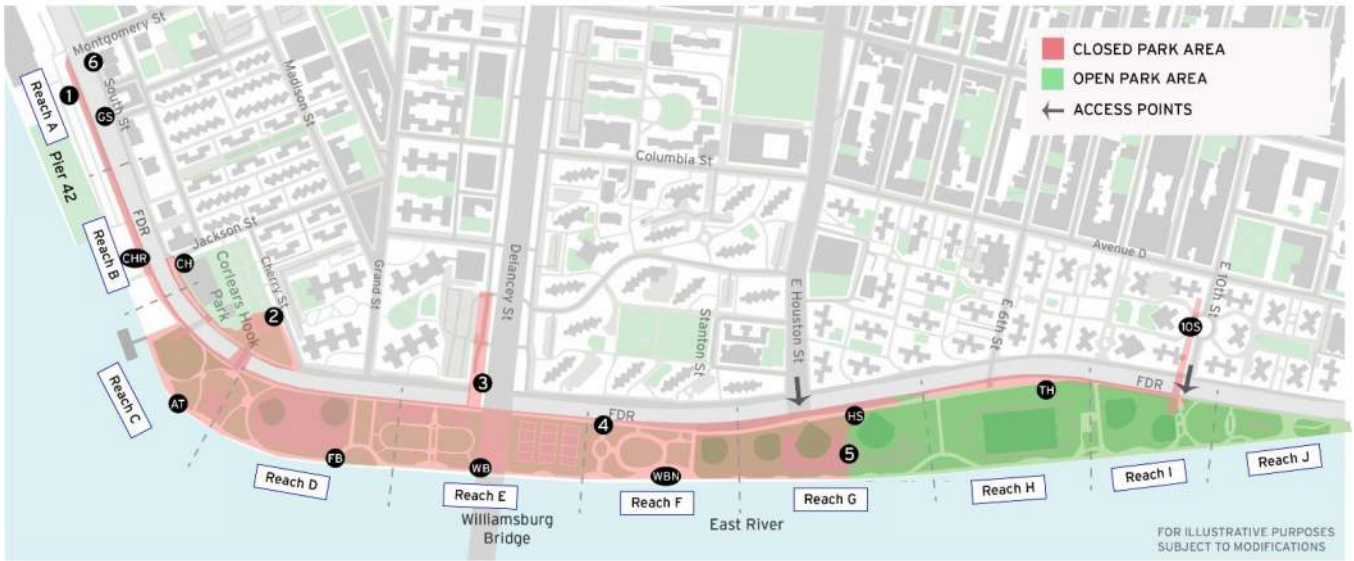 Montgomery St
6
Reach A
1
South St
GS
Madison St
CLOSED PARK AREA
OPEN PARK AREA
ACCESS POINTS
Columbia St
Pier 42
FDR
Reach B
CHR
Jackson St
CH
Corlears Hook
Park
Cherry St
2
Grand St
Delancey St
Stanton St
E Houston St
E 6th St
Avenue D
E 10th St
10S
Reach C
AT
3
FDR
4
HS
TH
FDR
5
FB
WB
WBN
Reach D
Reach E
Reach F
Reach G
Reach H
Reach I
Reach J
Williamsburg
Bridge
East River
FOR ILLUSTRATIVE PURPOSES
SUBJECT TO MODIFICATIONS